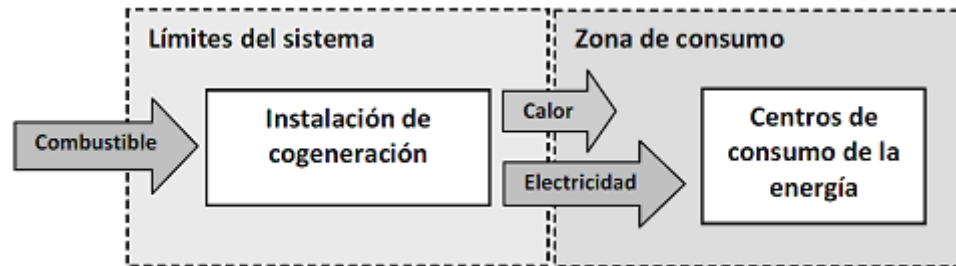 Límites del sistema
Zona de consumo
Combustible
Instalación de
cogeneración
Calor
Electricidad
Centros de
consumo de la
energía